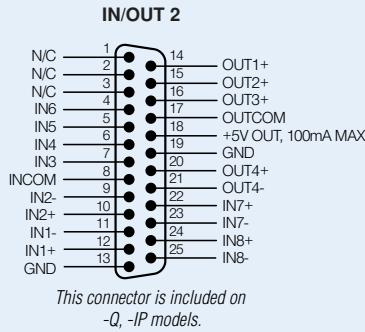 IN/OUT 2
N/C 1
N/C 2
N/C 3
IN6 4
IN5 5
IN4 6
IN3 7
INCOM 8
IN2- 9
IN2+ 10
IN1- 11
IN1+ 12
GND 13
14 OUT1+
15 OUT2+
16 OUT3+
17 OUTCOM
18 +5V OUT, 100mA MAX
19 GND
20 OUT4+
21 OUT4-
22 IN7+
23 IN7-
24 IN8+
25 IN8-
This connector is included on
-Q, -IP models.